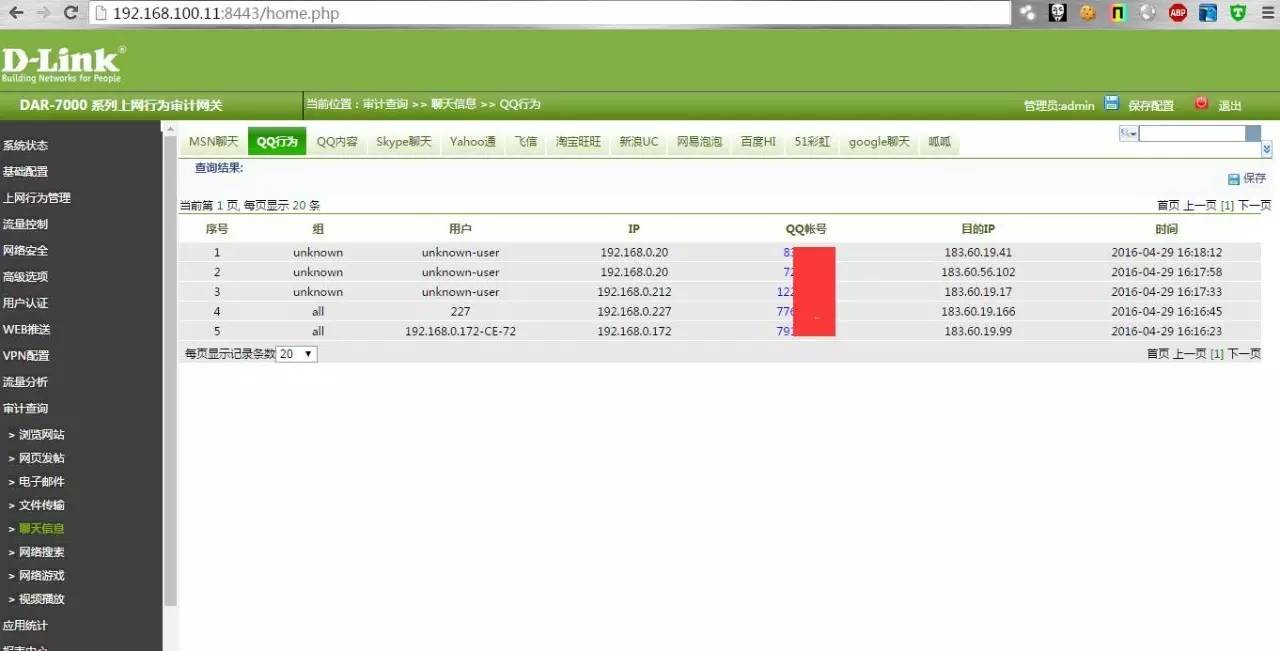 192.168.100.11:8443/home.php
ABP
D-Link®
Building Networks for People
DAR-7000 系列上网行为审计网关
当前位置：审计查询 >> 聊天信息 >> QQ行为
管理员:admin 保存配置 退出
系统状态
基础配置
上网行为管理
流量控制
网络安全
高级选项
用户认证
WEB推送
VPN配置
流量分析
审计查询
> 浏览网站
> 网页发帖
> 电子邮件
> 文件传输
> 聊天信息
> 网络搜索
> 网络游戏
> 视频播放
应用统计
报表中心
MSN聊天 QQ行为 QQ内容 Skype聊天 Yahoo通 飞信 淘宝旺旺 新浪UC 网易泡泡 百度HI 51彩虹 google聊天 呱呱
查询结果:
保存
当前第 1 页, 每页显示 20 条 首页 上一页 [1] 下一页
序号 组 用户 IP QQ帐号 目的IP 时间
1 unknown unknown-user 192.168.0.20 83 183.60.19.41 2016-04-29 16:18:12
2 unknown unknown-user 192.168.0.20 72 183.60.56.102 2016-04-29 16:17:58
3 unknown unknown-user 192.168.0.212 122 183.60.19.17 2016-04-29 16:17:33
4 all 227 192.168.0.227 776 183.60.19.166 2016-04-29 16:16:45
5 all 192.168.0.172-CE-72 192.168.0.172 791 183.60.19.99 2016-04-29 16:16:23
每页显示记录条数 20 首页 上一页 [1] 下一页